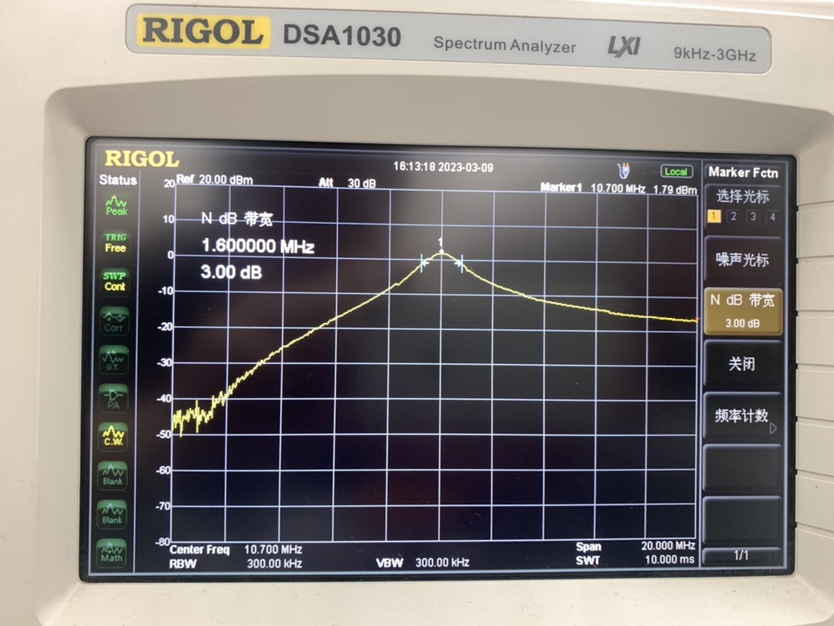 RIGOL DSA1030 Spectrum Analyzer LXI 9kHz-3GHz
RIGOL 16:13:18 2023-03-09 Local Marker Fctn
Status Ref 20.00 dBm Att 30 dB Marker1 10.700 MHz 1.79 dBm
选择光标
1 2 3 4
Peak
TRIG
Free
SWP
Cont
Corr
S.T.
PA
C.W.
Blank
Blank
Math
20
10
0
-10
-20
-30
-40
-50
-60
-70
-80
N dB 带宽
1.600000 MHz
3.00 dB
1
噪声光标
N dB 带宽
3.00 dB
关闭
频率计数
1/1
Center Freq 10.700 MHz Span 20.000 MHz
RBW 300.00 kHz VBW 300.00 kHz SWT 10.000 ms